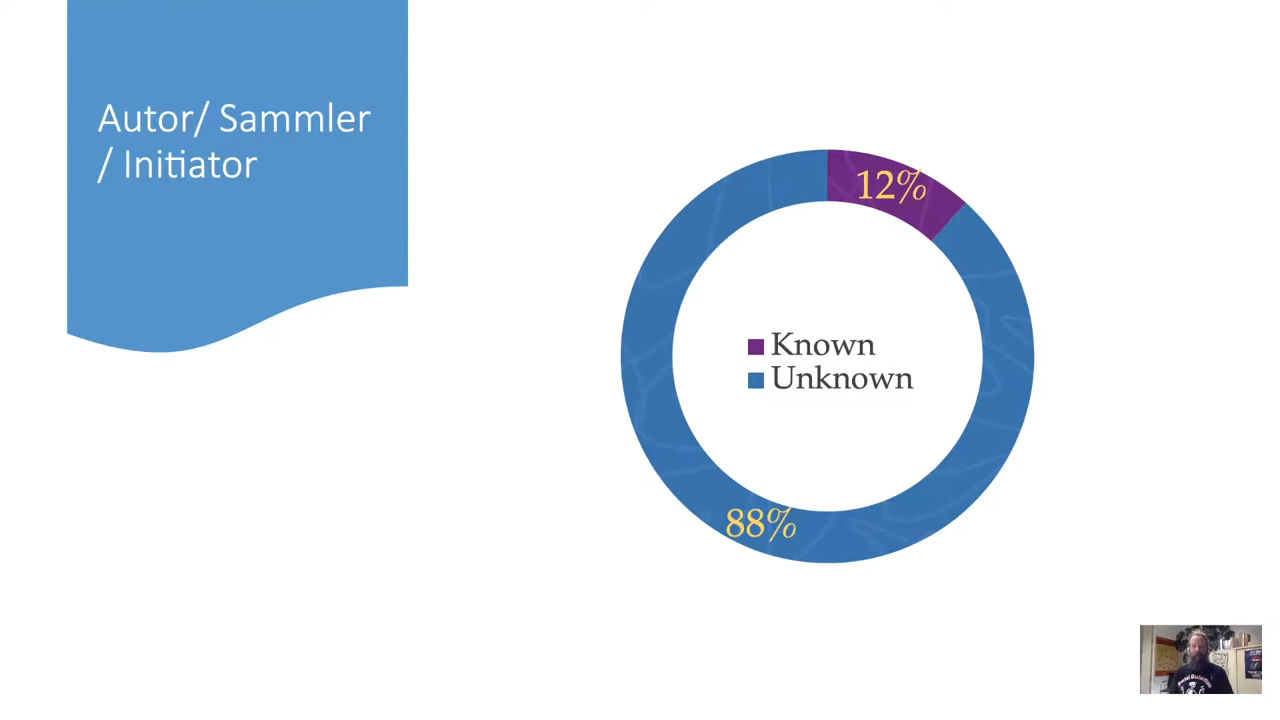 Autor/ Sammler
/ Initiator
12%
Known
Unknown
88%